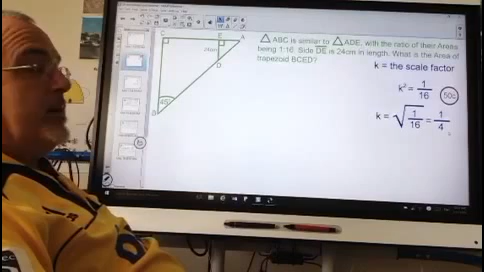 △ ABC is similar to △ ADE, with the ratio of their Areas
being 1:16. Side DE is 24cm in length. What is the Area of
trapezoid BCED?
k = the scale factor
k² = 1/16
50c
k = √1/16 = 1/4
C
E
A
24cm
D
45°
B